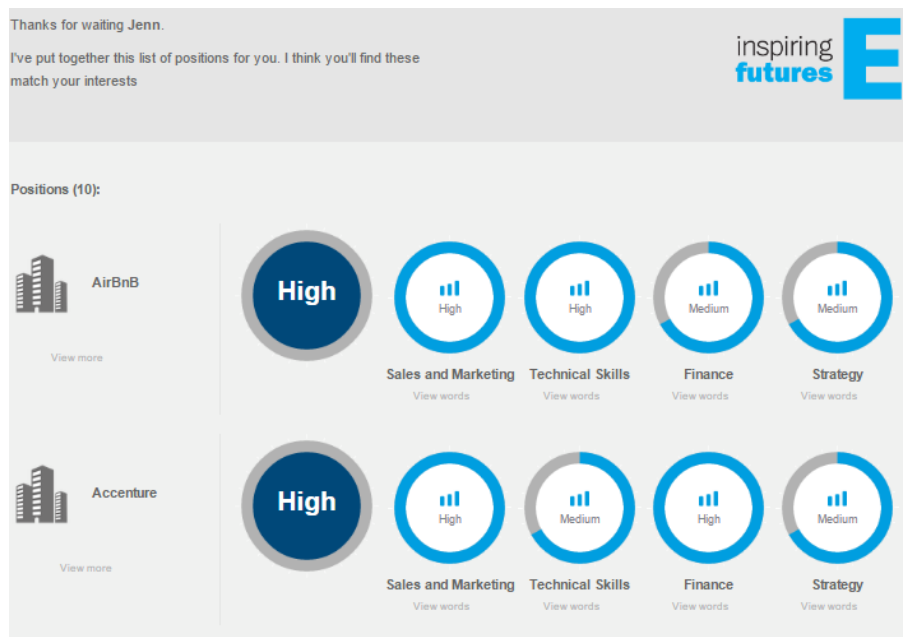 Thanks for waiting Jenn.
I've put together this list of positions for you. I think you'll find these
match your interests
inspiring
futures
E
Positions (10):
AirBnB
View more
High
High
High
Medium
Medium
Sales and Marketing
Technical Skills
Finance
Strategy
View words
View words
View words
View words
Accenture
View more
High
High
Medium
High
Medium
Sales and Marketing
Technical Skills
Finance
Strategy
View words
View words
View words
View words